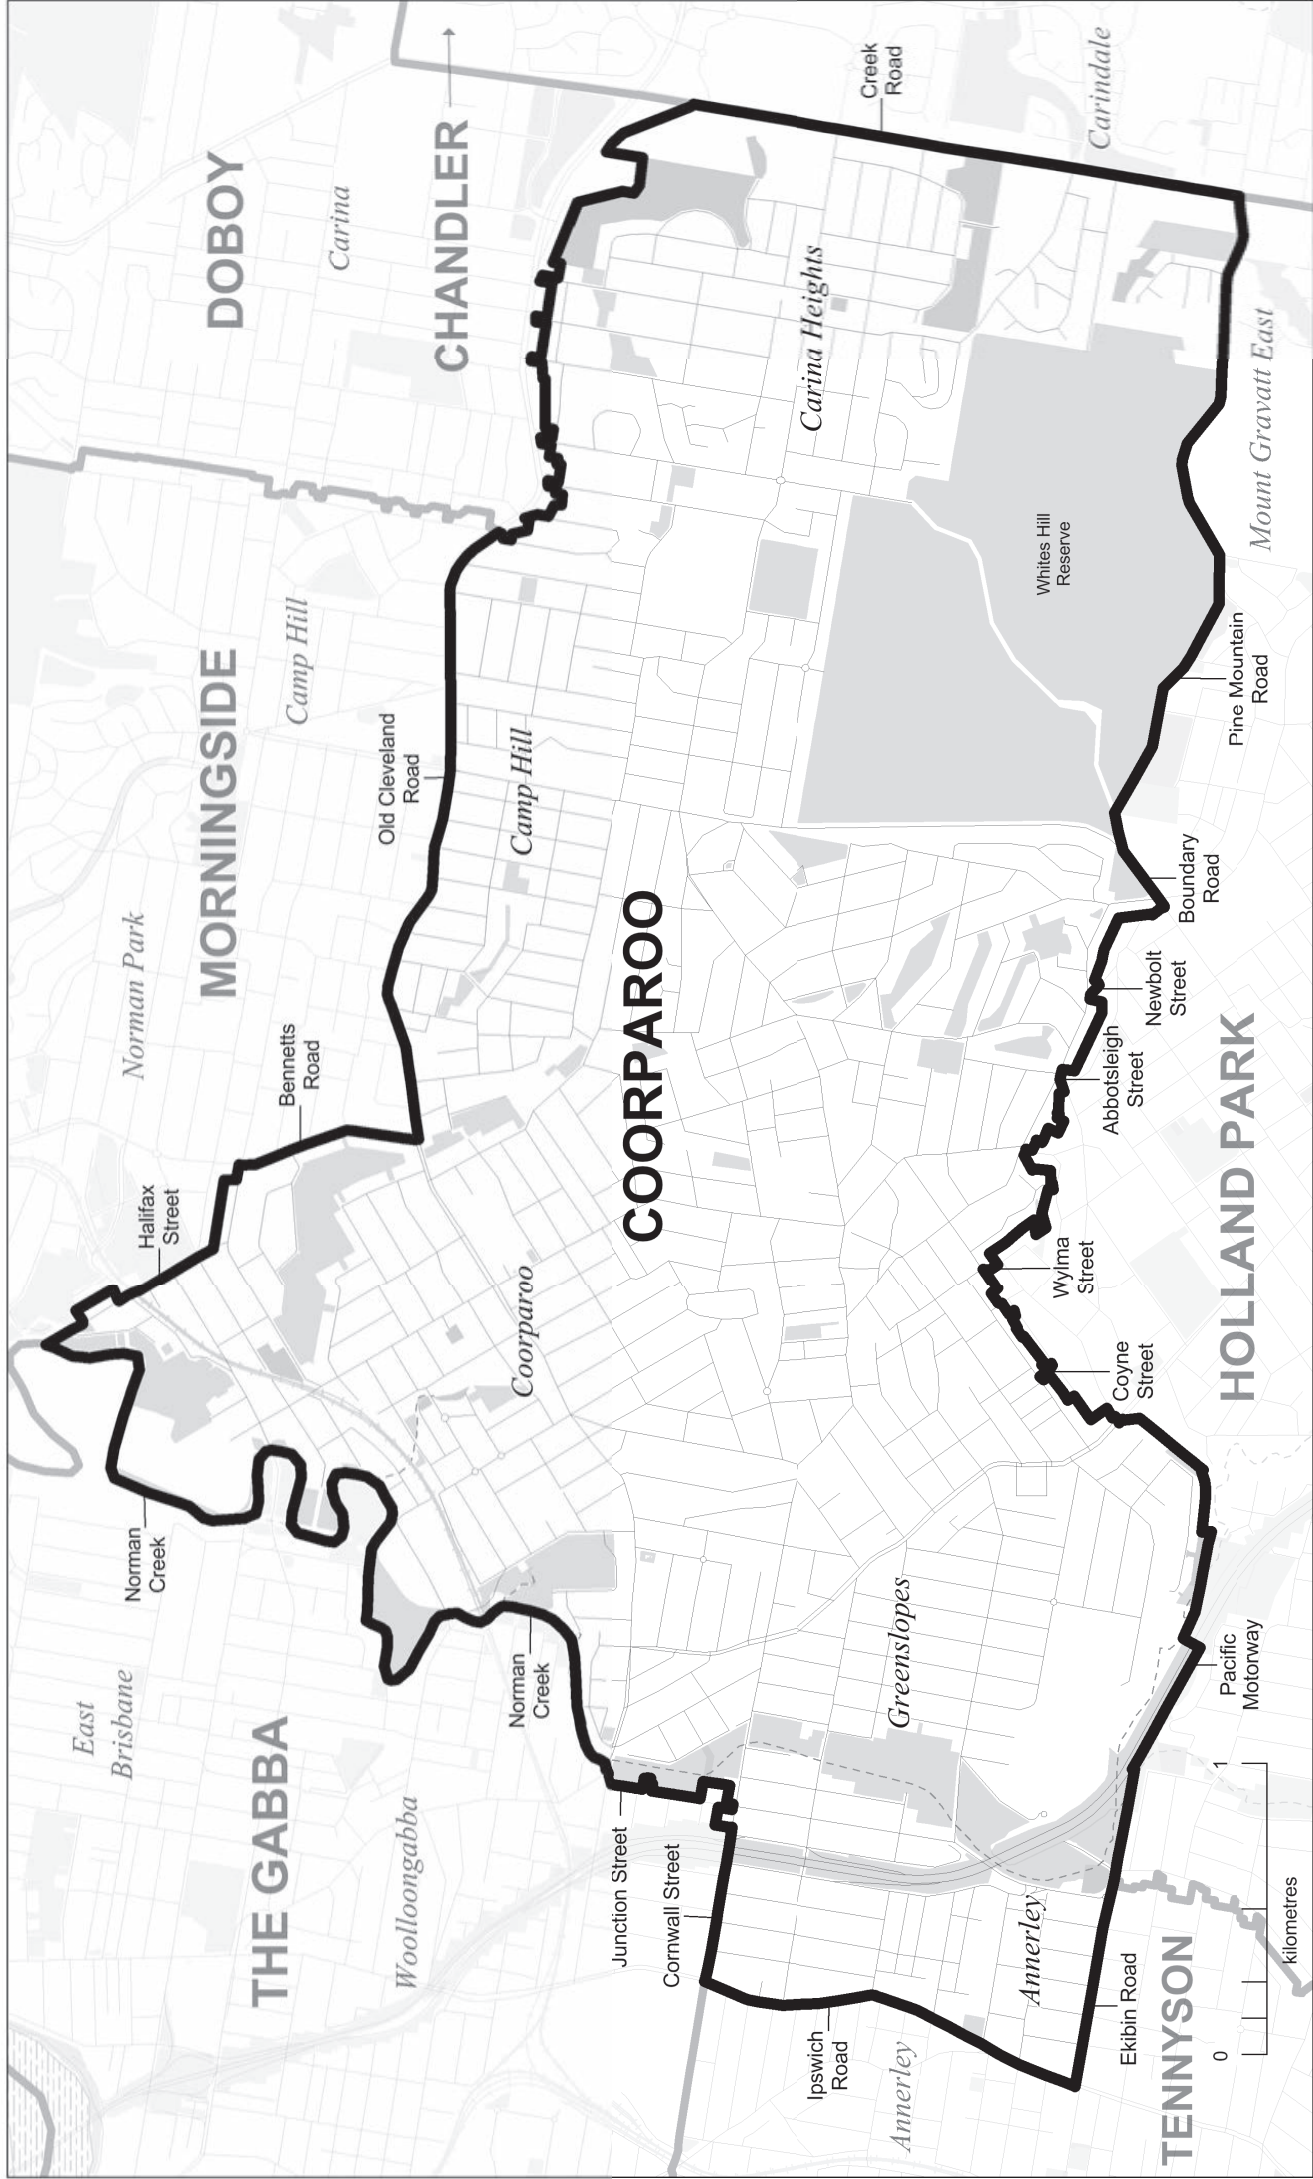 East
Brisbane
Norman
Creek
Halifax
Street
Norman Park
THE GABBA
Bennetts
Road
MORNINGSIDE
Camp Hill
DOBOY
Carina
Woolloongabba
Old Cleveland
Road
CHANDLER
Norman
Creek
Coorparoo
Camp Hill
Junction Street
Cornwall Street
COORPAROO
Ipswich
Road
Carina Heights
Creek
Road
Annerley
Greenslopes
Annerley
Whites Hill
Reserve
Wylma
Street
Carindale
Ekibin Road
Coyne
Street
Abbotsleigh
Street
Newbolt
Street
Boundary
Road
TENNYSON
Pacific
Motorway
HOLLAND PARK
Pine Mountain
Road
Mount Gravatt East
0 1
kilometres